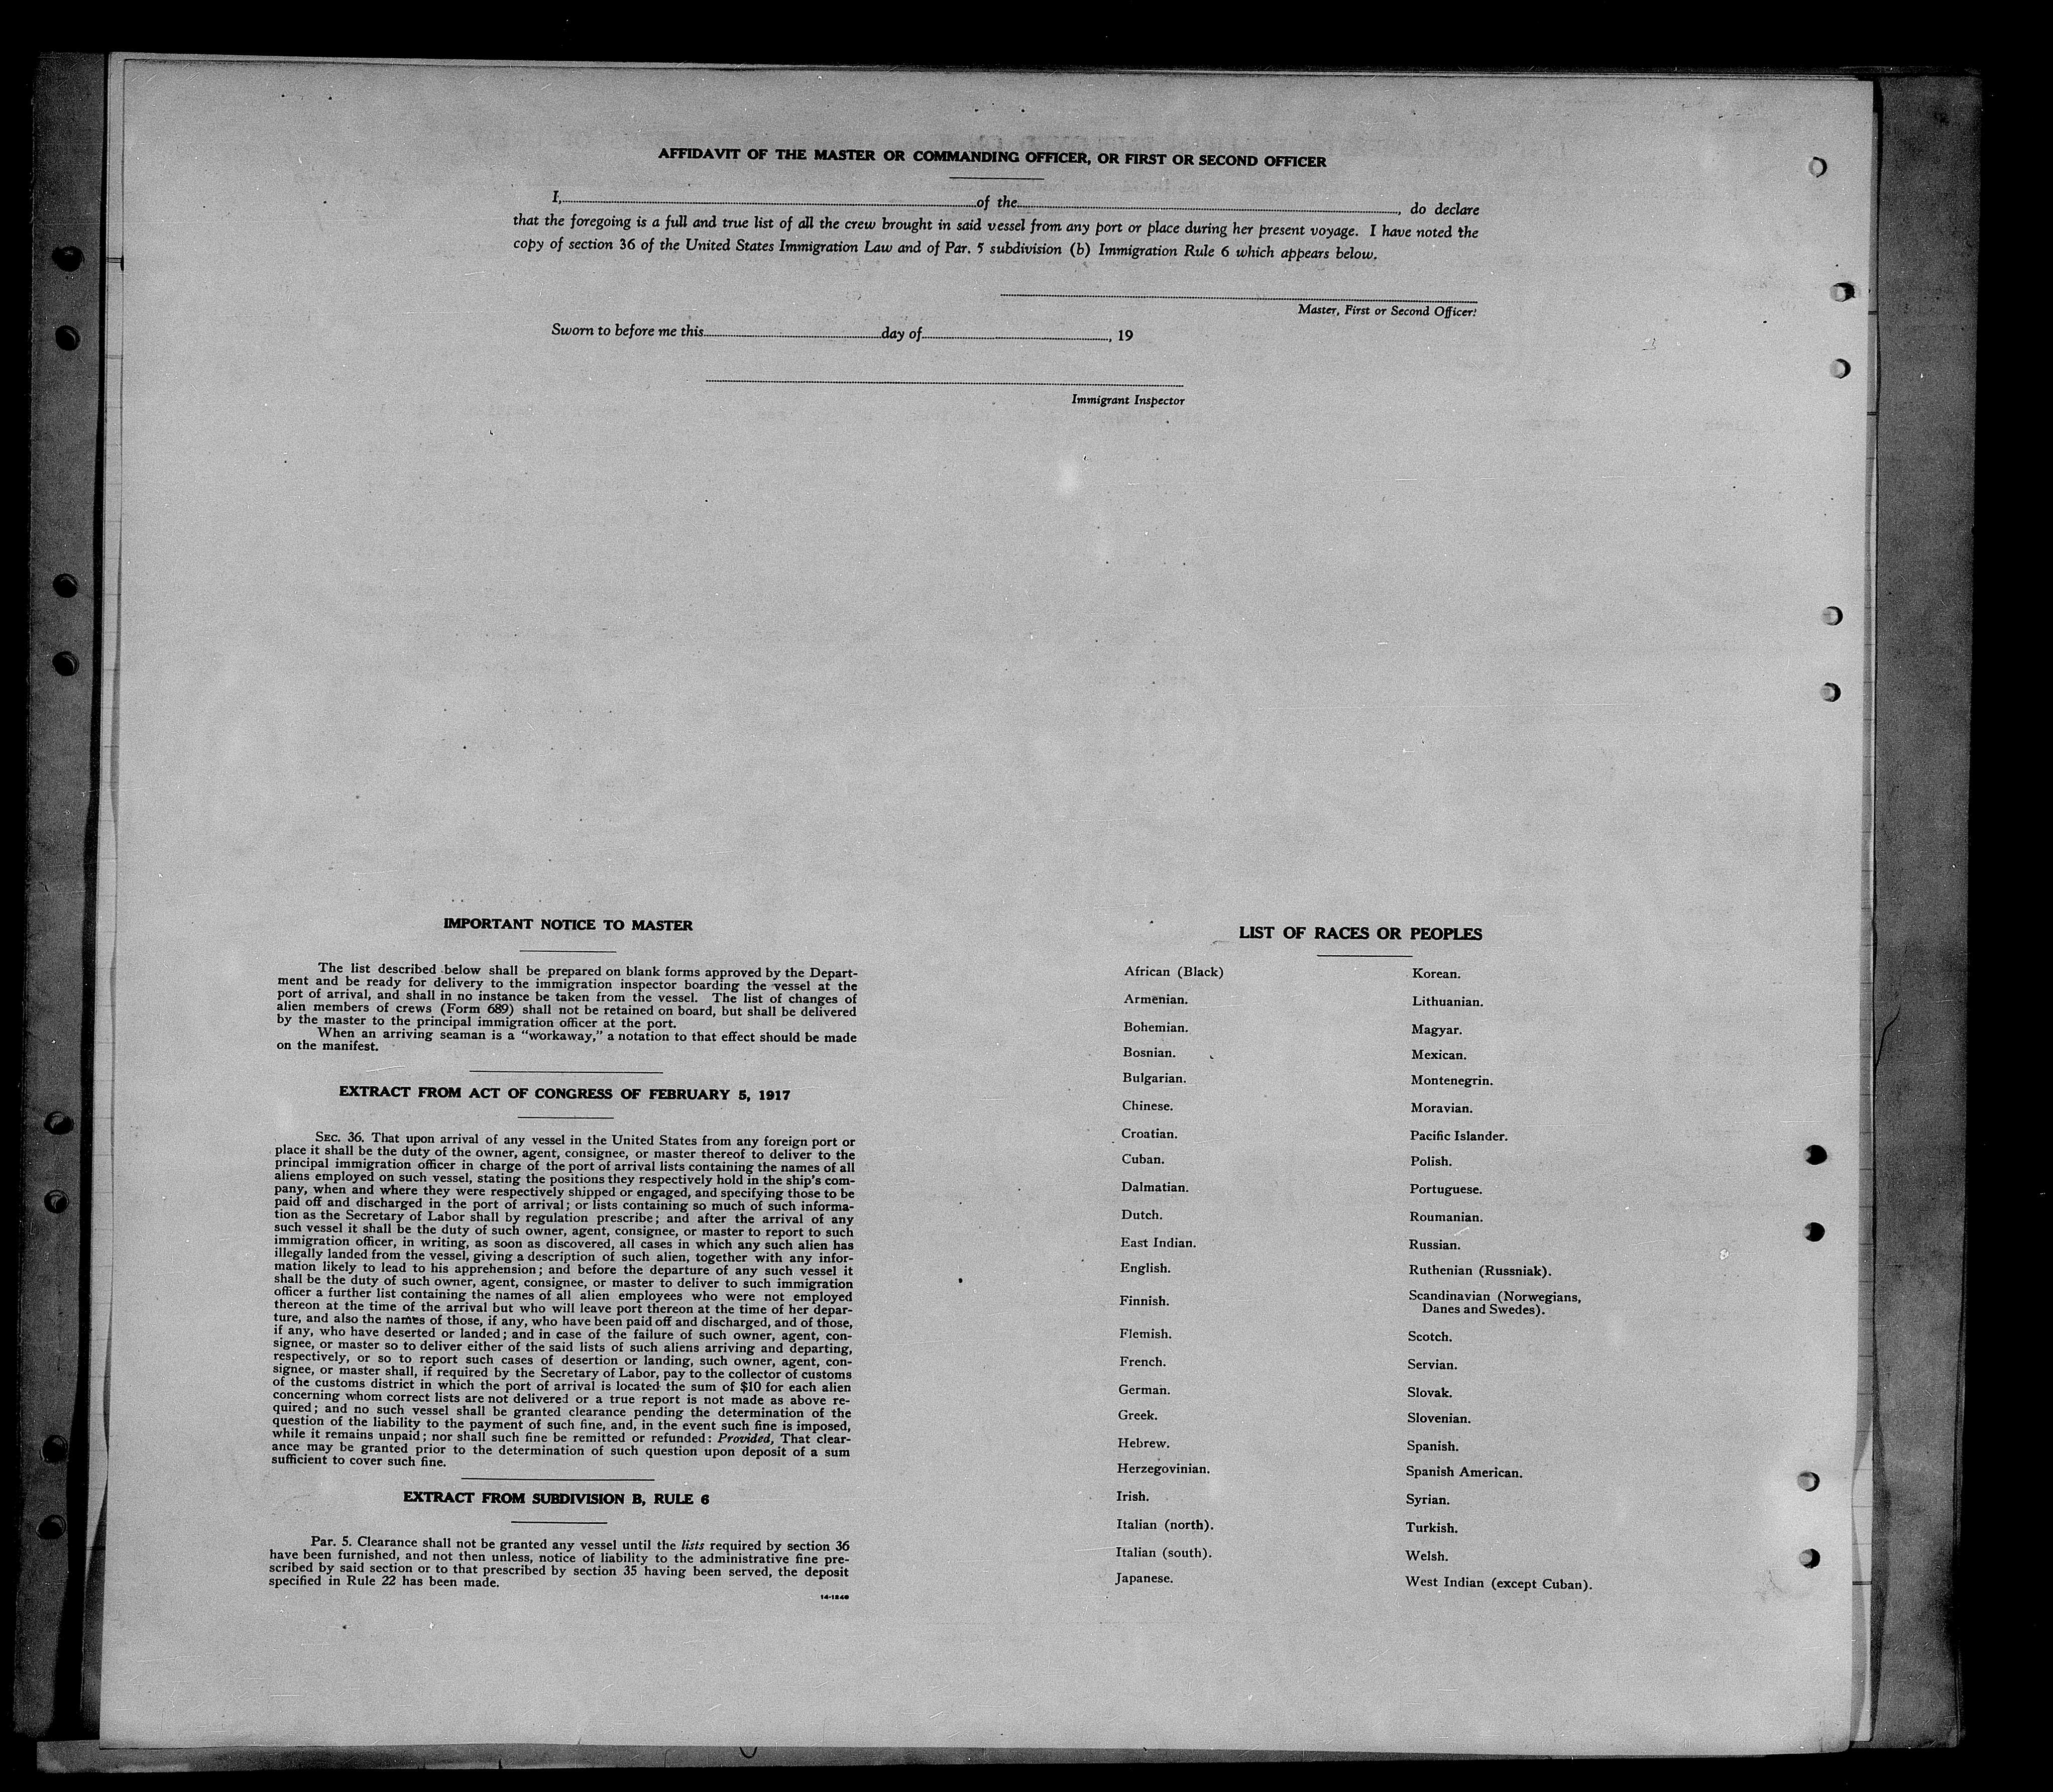 AFFIDAVIT OF THE MASTER OR COMMANDING OFFICER, OR FIRST OR SECOND OFFICER
I, of the , do declare
that the foregoing is a full and true list of all the crew brought in said vessel from any port or place during her present voyage. I have noted the
copy of section 36 of the United States Immigration Law and of Par. 5 subdivision (b) Immigration Rule 6 which appears below.
Master, First or Second Officer.
Sworn to before me this day of , 19
Immigrant Inspector
IMPORTANT NOTICE TO MASTER
The list described below shall be prepared on blank forms approved by the Depart-
ment and be ready for delivery to the immigration inspector boarding the vessel at the
port of arrival, and shall in no instance be taken from the vessel. The list of changes of
alien members of crews (Form 689) shall not be retained on board, but shall be delivered
by the master to the principal immigration officer at the port.
When an arriving seaman is a "workaway," a notation to that effect should be made
on the manifest.
EXTRACT FROM ACT OF CONGRESS OF FEBRUARY 5, 1917
SEC. 36. That upon arrival of any vessel in the United States from any foreign port or
place it shall be the duty of the owner, agent, consignee, or master thereof to deliver to the
principal immigration officer in charge of the port of arrival lists containing the names of all
aliens employed on such vessel, stating the positions they respectively hold in the ship's com-
pany, when and where they were respectively shipped or engaged, and specifying those to be
paid off and discharged in the port of arrival; or lists containing so much of such informa-
tion as the Secretary of Labor shall by regulation prescribe; and after the arrival of any
such vessel it shall be the duty of such owner, agent, consignee, or master to report to such
immigration officer, in writing, as soon as discovered, all cases in which any such alien has
illegally landed from the vessel, giving a description of such alien, together with any infor-
mation likely to lead to his apprehension; and before the departure of any such vessel it
shall be the duty of such owner, agent, consignee, or master to deliver to such immigration
officer a further list containing the names of all alien employees who were not employed
thereon at the time of the arrival but who will leave port thereon at the time of her depar-
ture, and also the names of those, if any, who have been paid off and discharged, and of those,
if any, who have deserted or landed; and in case of the failure of such owner, agent, con-
signee, or master so to deliver either of the said lists of such aliens arriving and departing,
respectively, or so to report such cases of desertion or landing, such owner, agent, con-
signee, or master shall, if required by the Secretary of Labor, pay to the collector of customs
of the customs district in which the port of arrival is located the sum of $10 for each alien
concerning whom correct lists are not delivered or a true report is not made as above re-
quired; and no such vessel shall be granted clearance pending the determination of the
question of the liability to the payment of such fine, and, in the event such fine is imposed,
while it remains unpaid; nor shall such fine be remitted or refunded: Provided, That clear-
ance may be granted prior to the determination of such question upon deposit of a sum
sufficient to cover such fine.
EXTRACT FROM SUBDIVISION B, RULE 6
Par. 5. Clearance shall not be granted any vessel until the lists required by section 36
have been furnished, and not then unless, notice of liability to the administrative fine pre-
scribed by said section or to that prescribed by section 35 having been served, the deposit
specified in Rule 22 has been made.
14-1240
LIST OF RACES OR PEOPLES
African (Black)
Armenian.
Bohemian.
Bosnian.
Bulgarian.
Chinese.
Croatian.
Cuban.
Dalmatian.
Dutch.
East Indian.
English.
Finnish.
Flemish.
French.
German.
Greek.
Hebrew.
Herzegovinian.
Irish.
Italian (north).
Italian (south).
Japanese.
Korean.
Lithuanian.
Magyar.
Mexican.
Montenegrin.
Moravian.
Pacific Islander.
Polish.
Portuguese.
Roumanian.
Russian.
Ruthenian (Russniak).
Scandinavian (Norwegians,
Danes and Swedes).
Scotch.
Servian.
Slovak.
Slovenian.
Spanish.
Spanish American.
Syrian.
Turkish.
Welsh.
West Indian (except Cuban).